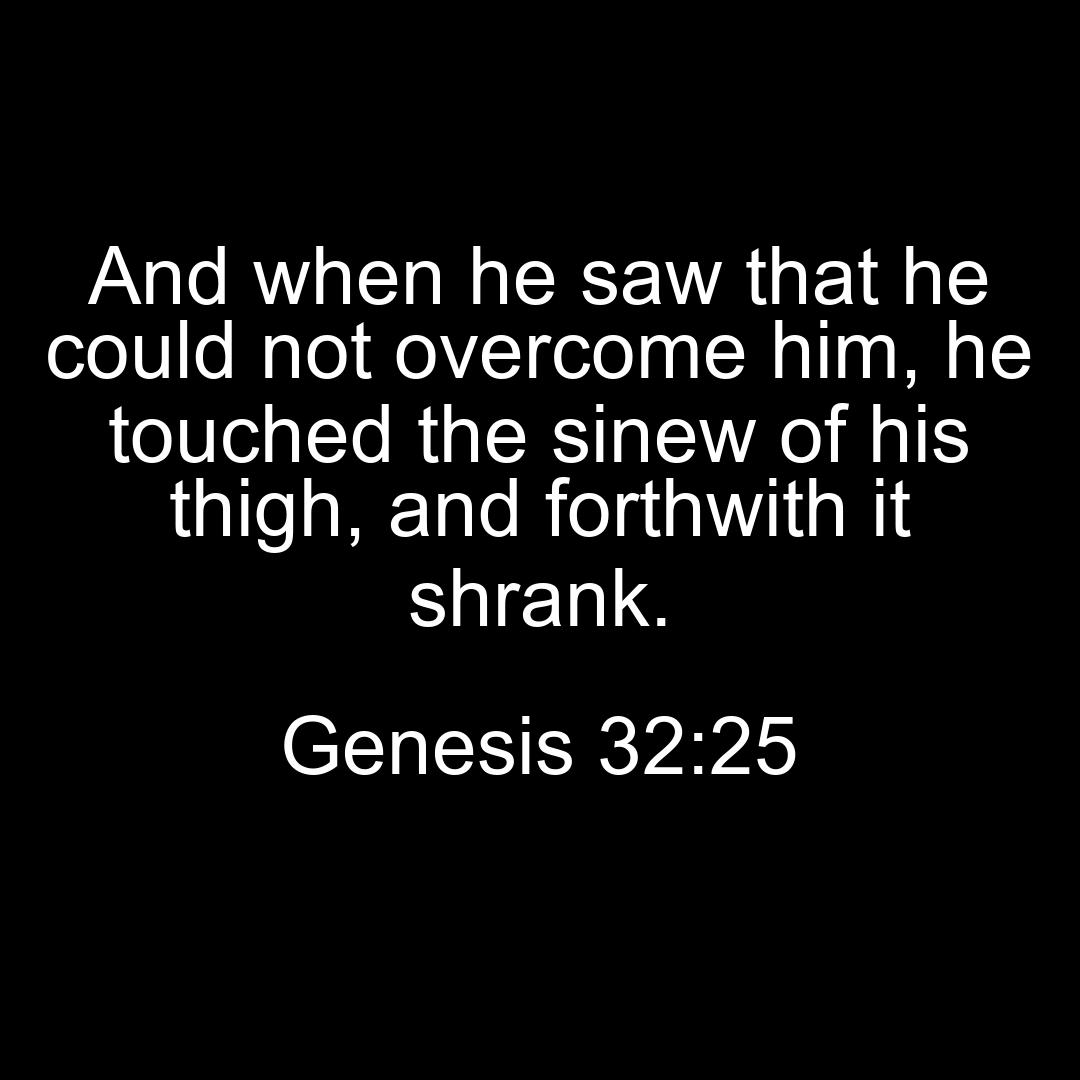 And when he saw that he
could not overcome him, he
touched the sinew of his
thigh, and forthwith it
shrank.
Genesis 32:25